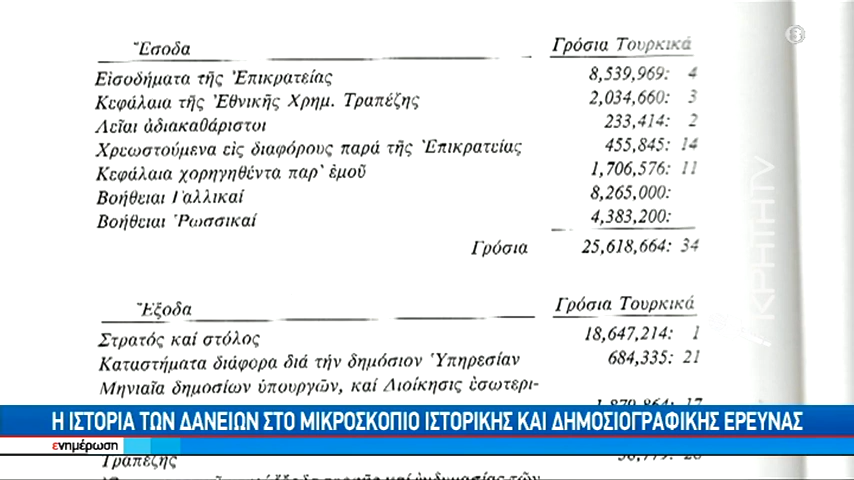 Ἔσοδα Γρόσια Τουρκικά
Εἰσοδήματα τῆς Ἐπικρατείας 8,539,969: 4
Κεφάλαια τῆς Ἐθνικῆς Χρημ. Τραπέζης 2,034,660: 3
Λεῖαι ἀδιακαθάριστοι 233,414: 2
Χρεωστούμενα εἰς διαφόρους παρά τῆς Ἐπικρατείας 455,845: 14
Κεφάλαια χορηγηθέντα παρ' ἐμοῦ 1,706,576: 11
Βοήθειαι Γαλλικαί 8,265,000:
Βοήθειαι Ῥωσσικαί 4,383,200:
Γρόσια 25,618,664: 34
Ἔξοδα Γρόσια Τουρκικά
Στρατός καί στόλος 18,647,214: 1
Καταστήματα διάφορα διά τήν δημόσιον Ὑπηρεσίαν 684,335: 21
Μηνιαῖα δημοσίων ὑπουργῶν, καί Διοίκησις ἐσωτερι-
Η ΙΣΤΟΡΙΑ ΤΩΝ ΔΑΝΕΙΩΝ ΣΤΟ ΜΙΚΡΟΣΚΟΠΙΟ ΙΣΤΟΡΙΚΗΣ ΚΑΙ ΔΗΜΟΣΙΟΓΡΑΦΙΚΗΣ ΕΡΕΥΝΑΣ
ενημέρωση
Τραπέζης
ΚΡΗΤΗTV